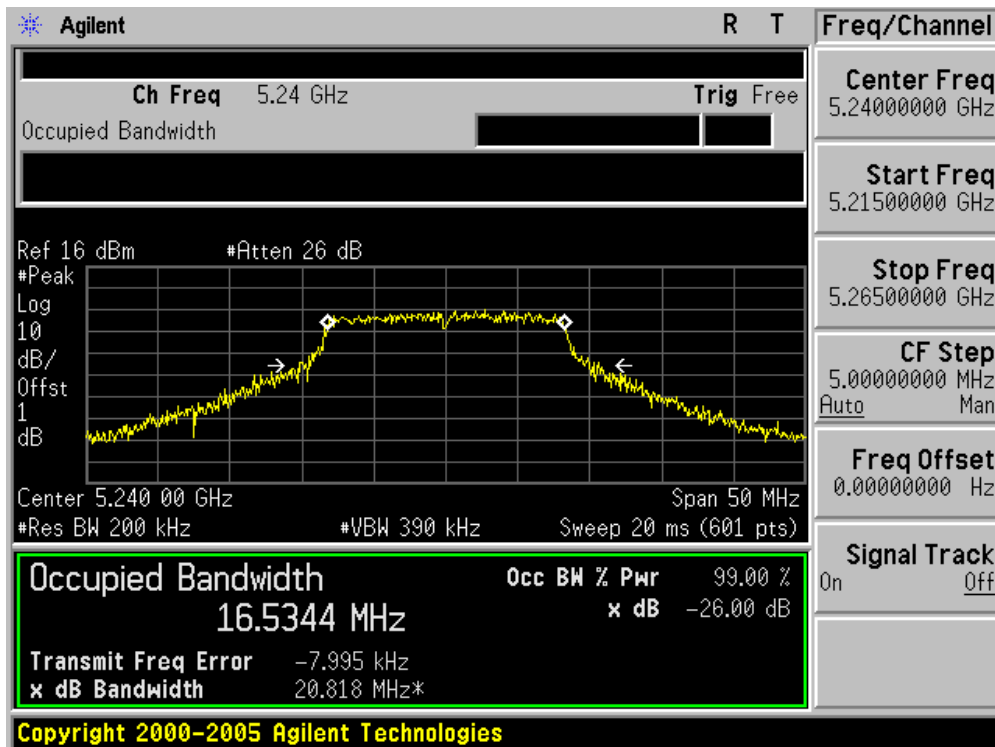 Agilent R T
Ch Freq 5.24 GHz Trig Free
Occupied Bandwidth
Ref 16 dBm #Atten 26 dB
#Peak
Log
10
dB/
Offst
1
dB
Center 5.240 00 GHz Span 50 MHz
#Res BW 200 kHz #VBW 390 kHz Sweep 20 ms (601 pts)
Occupied Bandwidth Occ BW % Pwr 99.00 %
16.5344 MHz x dB -26.00 dB
Transmit Freq Error -7.995 kHz
x dB Bandwidth 20.818 MHz*
Copyright 2000-2005 Agilent Technologies
Freq/Channel
Center Freq
5.24000000 GHz
Start Freq
5.21500000 GHz
Stop Freq
5.26500000 GHz
CF Step
5.00000000 MHz
Auto Man
Freq Offset
0.00000000 Hz
Signal Track
On Off